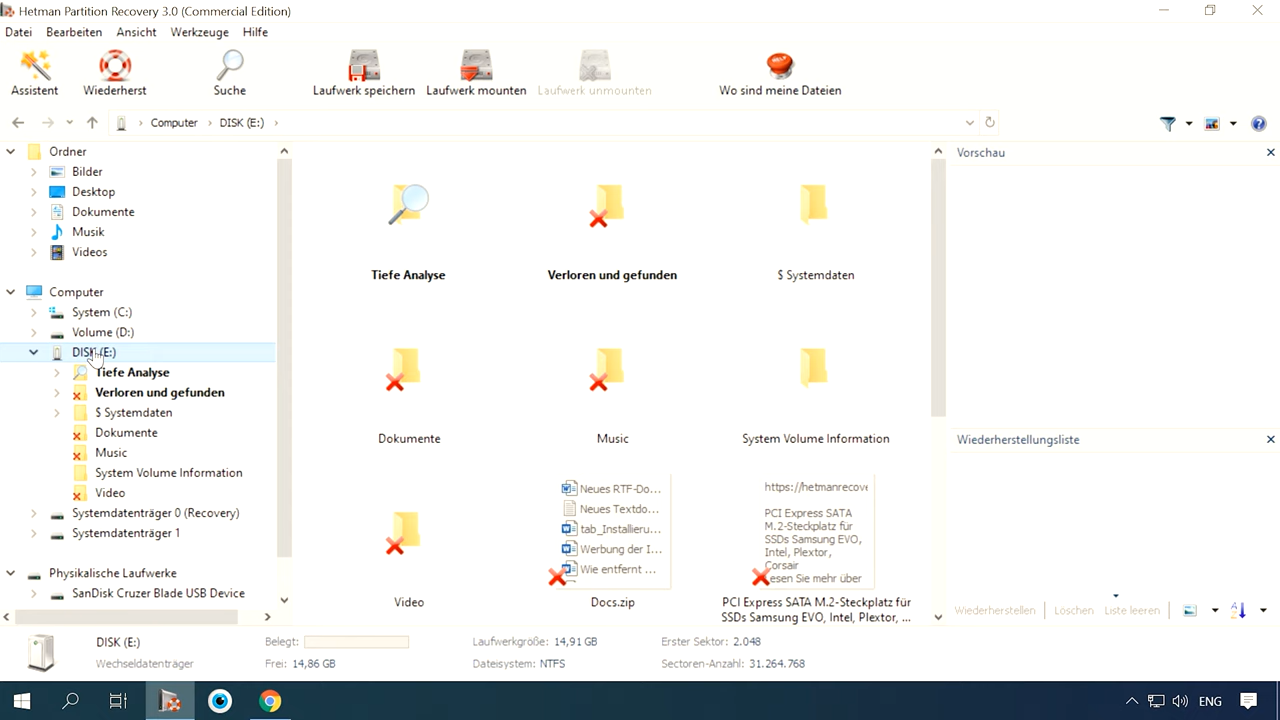 Hetman Partition Recovery 3.0 (Commercial Edition)
Datei Bearbeiten Ansicht Werkzeuge Hilfe
Assistent Wiederherst Suche Laufwerk speichern Laufwerk mounten Laufwerk unmounten Wo sind meine Dateien
Computer DISK (E:)
Ordner
Bilder
Desktop
Dokumente
Musik
Videos
Computer
System (C:)
Volume (D:)
DISK (E:)
Tiefe Analyse
Verloren und gefunden
$ Systemdaten
Dokumente
Music
System Volume Information
Video
Systemdatenträger 0 (Recovery)
Systemdatenträger 1
Physikalische Laufwerke
SanDisk Cruzer Blade USB Device
Tiefe Analyse
Verloren und gefunden
$ Systemdaten
Dokumente
Music
System Volume Information
Video
Neues RTF-Do...
Neues Textdo...
tab_Installieru...
Werbung der I...
Wie entfernt ...
Docs.zip
https://hetmanrecove
PCI Express SATA
M.2-Steckplatz für
SSDs Samsung EVO,
Intel, Plextor,
Corsair
esen Sie mehr über
PCI Express SATA M.2-Steckplatz für
SSDs Samsung EVO, Intel, Plextor, ...
Vorschau
HELP
Wiederherstellungsliste
Wiederherstellen Löschen Liste leeren
DISK (E:)
Wechseldatenträger
Belegt:
Frei: 14,86 GB
Laufwerkgröße: 14,91 GB
Dateisystem: NTFS
Erster Sektor: 2.048
Sectoren-Anzahl: 31.264.768
ENG